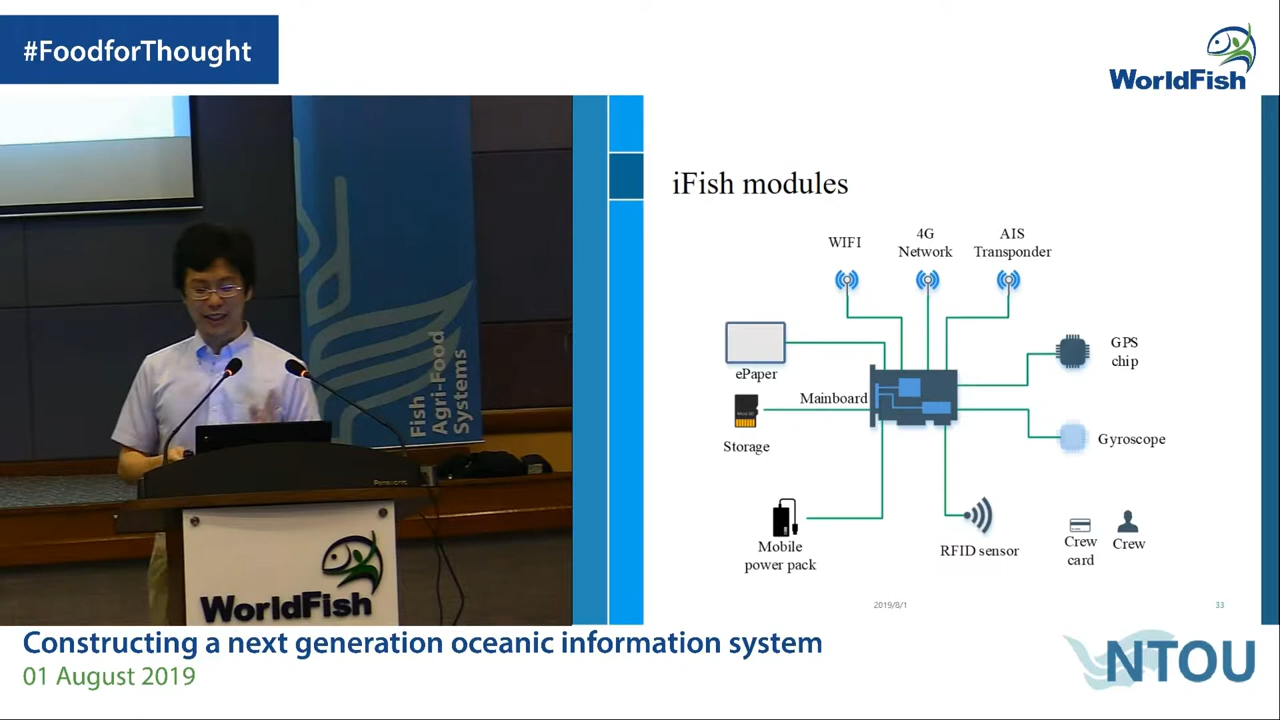 #FoodforThought
WorldFish
iFish modules
WIFI
4G
Network
AIS
Transponder
ePaper
GPS
chip
Mainboard
Storage
Gyroscope
Mobile
power pack
RFID sensor
Crew
card
Crew
2019/8/1
33
Fish
Agri-Food
Systems
Panasonic
WorldFish
Constructing a next generation oceanic information system
01 August 2019
NTOU